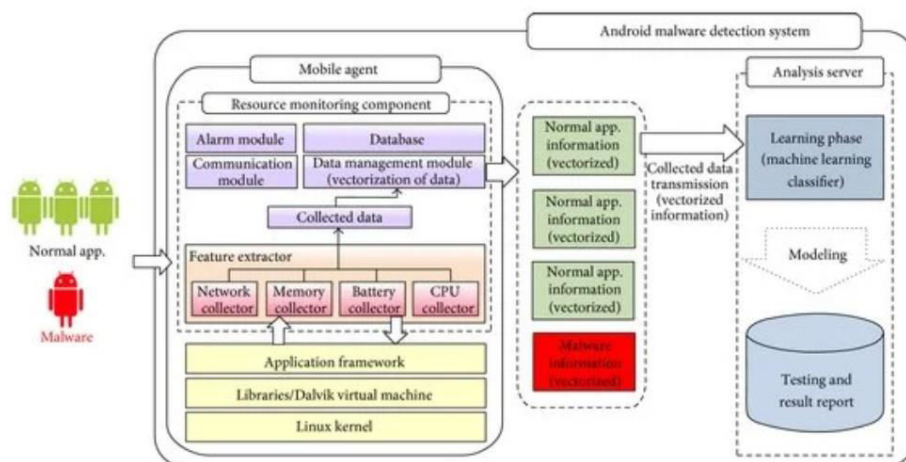 Android malware detection system
Mobile agent
Analysis server
Resource monitoring component
Alarm module
Database
Communication
module
Data management module
(vectorization of data)
Collected data
Feature extractor
Network
collector
Memory
collector
Battery
collector
CPU
collector
Application framework
Libraries/Dalvik virtual machine
Linux kernel
Normal app.
Malware
Normal app.
information
(vectorized)
Normal app.
information
(vectorized)
Normal app.
information
(vectorized)
Malware
information
(vectorized)
Collected data
transmission
(vectorized
information)
Learning phase
(machine learning
classifier)
Modeling
Testing and
result report